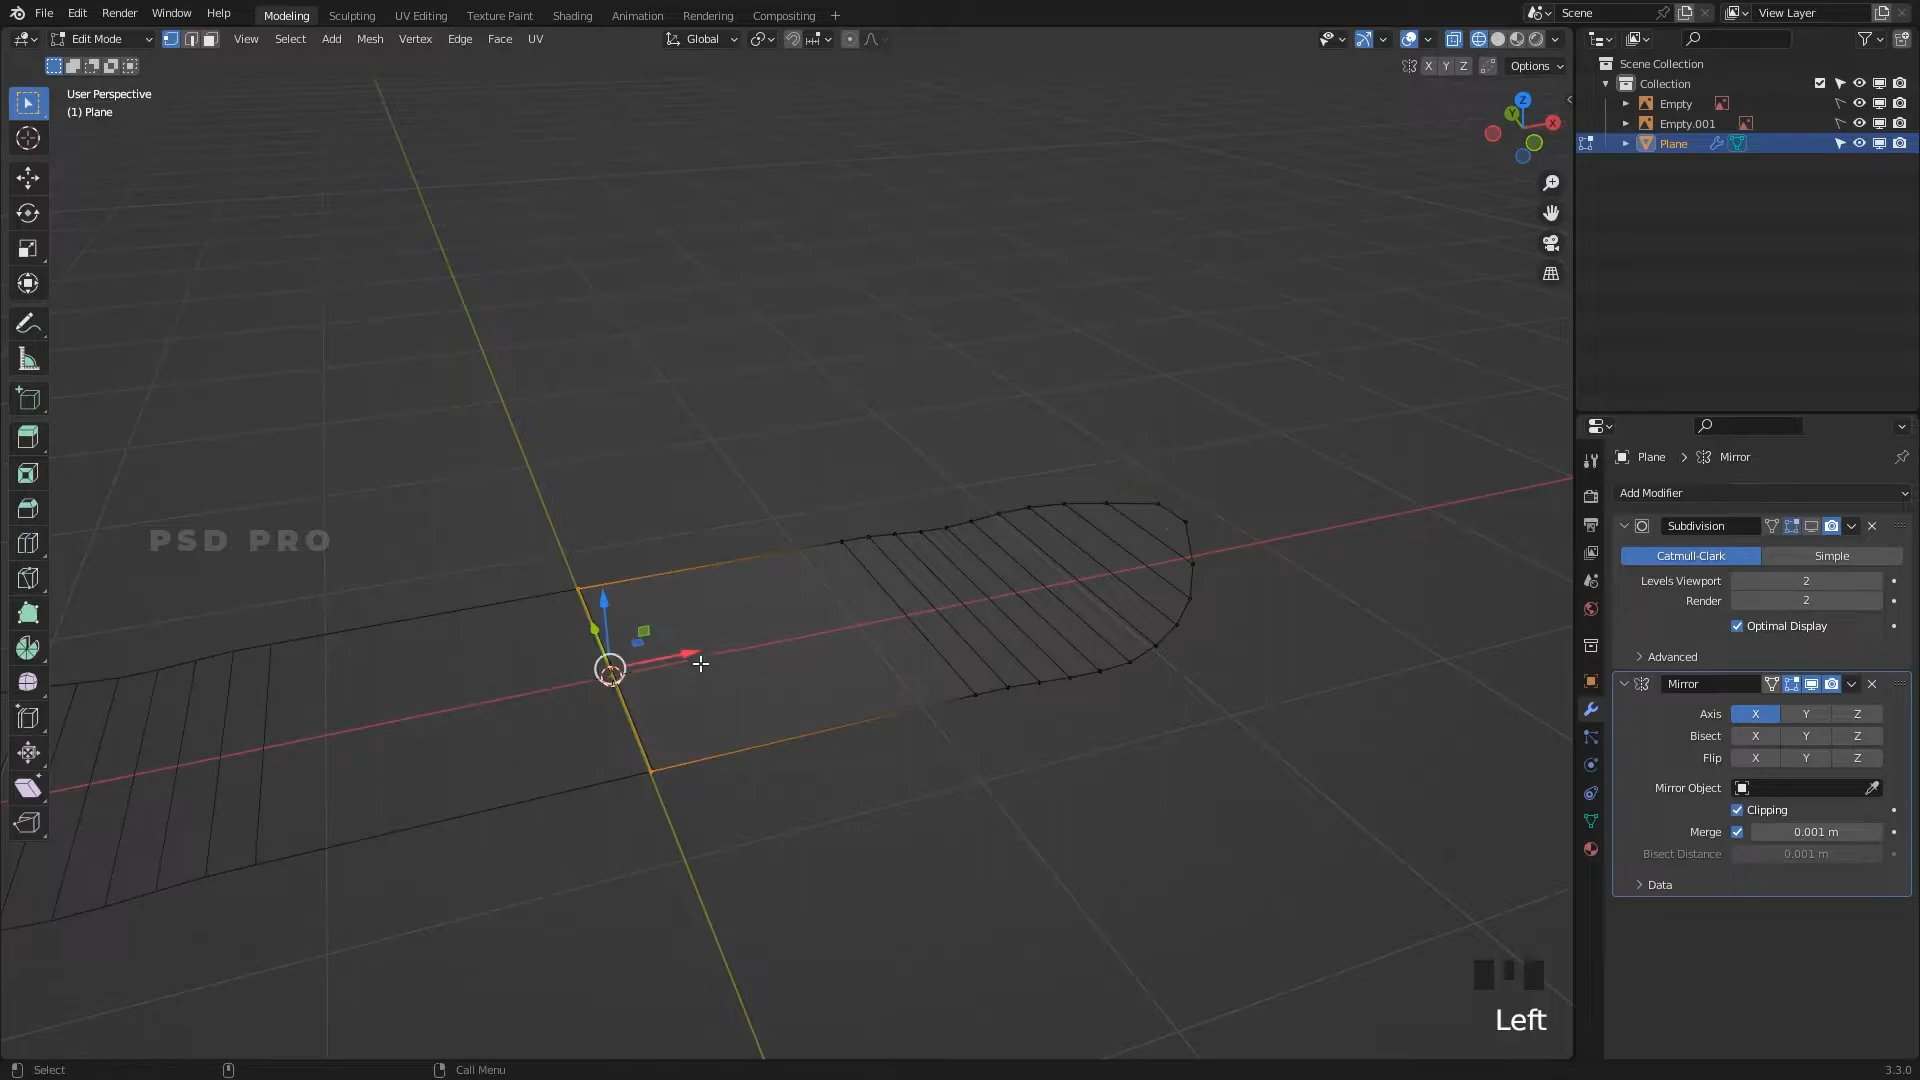 File Edit Render Window Help Modeling Sculpting UV Editing Texture Paint Shading Animation Rendering Compositing + Scene View Layer
Edit Mode View Select Add Mesh Vertex Edge Face UV Global
X Y Z Options
User Perspective
(1) Plane
Z
Y
X
Scene Collection
Collection
Empty
Empty.001
Plane
PSD PRO
Plane > Mirror
Add Modifier
Subdivision
Catmull-Clark Simple
Levels Viewport 2
Render 2
Optimal Display
Advanced
Mirror
Axis X Y Z
Bisect X Y Z
Flip X Y Z
Mirror Object
Clipping
Merge 0.001 m
Bisect Distance 0.001 m
Data
Left
Select Call Menu 3.3.0